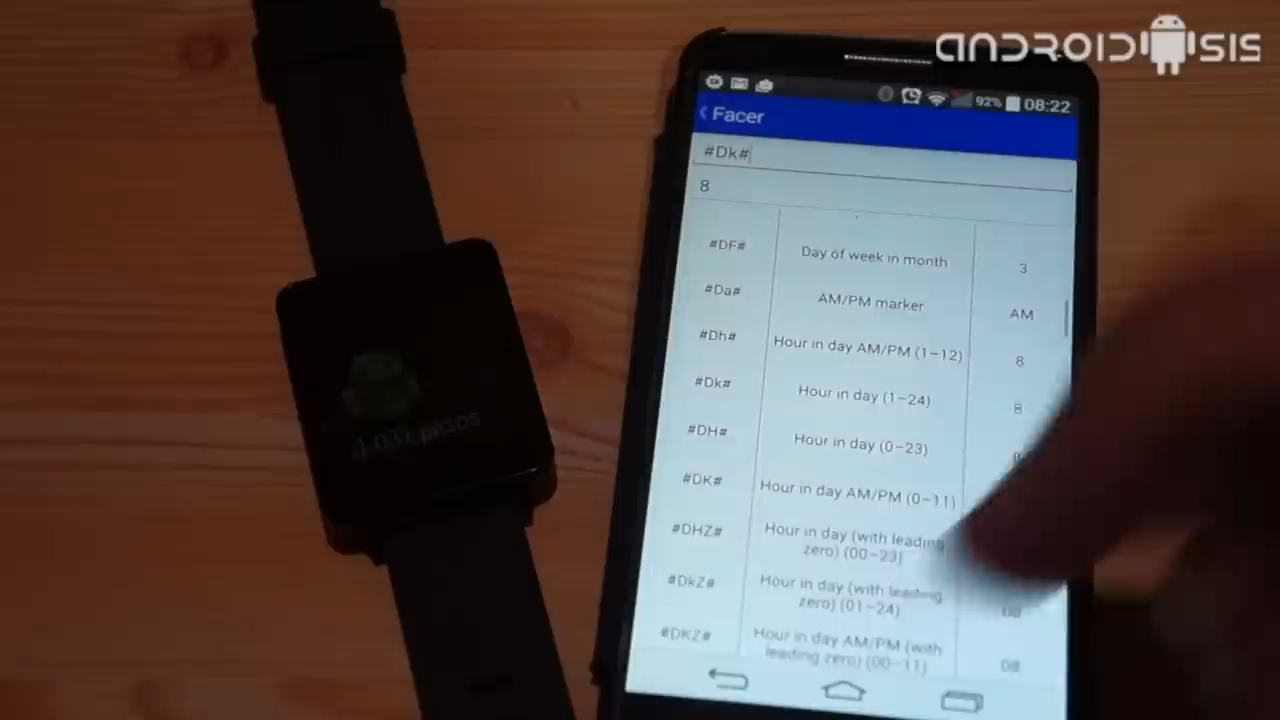 ANDROIDSIS
92% 08:22
Facer
#Dk#
8
#DF# Day of week in month 3
#Da# AM/PM marker AM
#Dh# Hour in day AM/PM (1-12) 8
#Dk# Hour in day (1-24) 8
#DH# Hour in day (0-23)
#DK# Hour in day AM/PM (0-11)
#DHZ# Hour in day (with leading
zero) (00-23)
#DkZ# Hour in day (with leading
zero) (01-24) 08
#DKZ# Hour in day AM/PM (with
leading zero) (00-11) 08
pasos